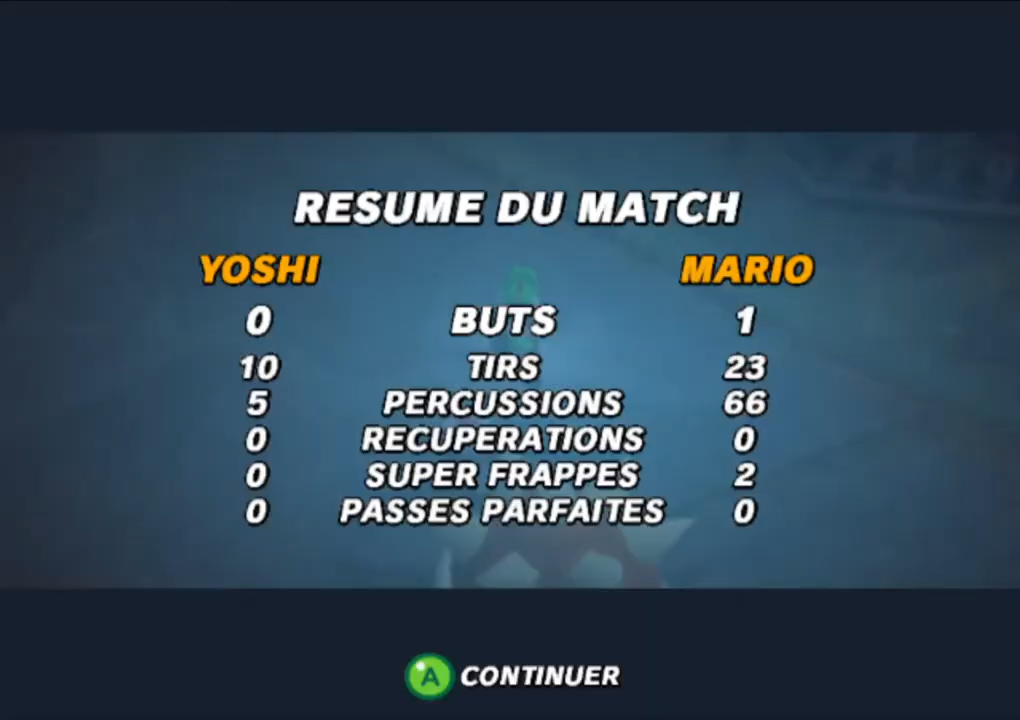 RESUME DU MATCH
YOSHI MARIO
0 BUTS 1
10 TIRS 23
5 PERCUSSIONS 66
0 RECUPERATIONS 0
0 SUPER FRAPPES 2
0 PASSES PARFAITES 0
A CONTINUER